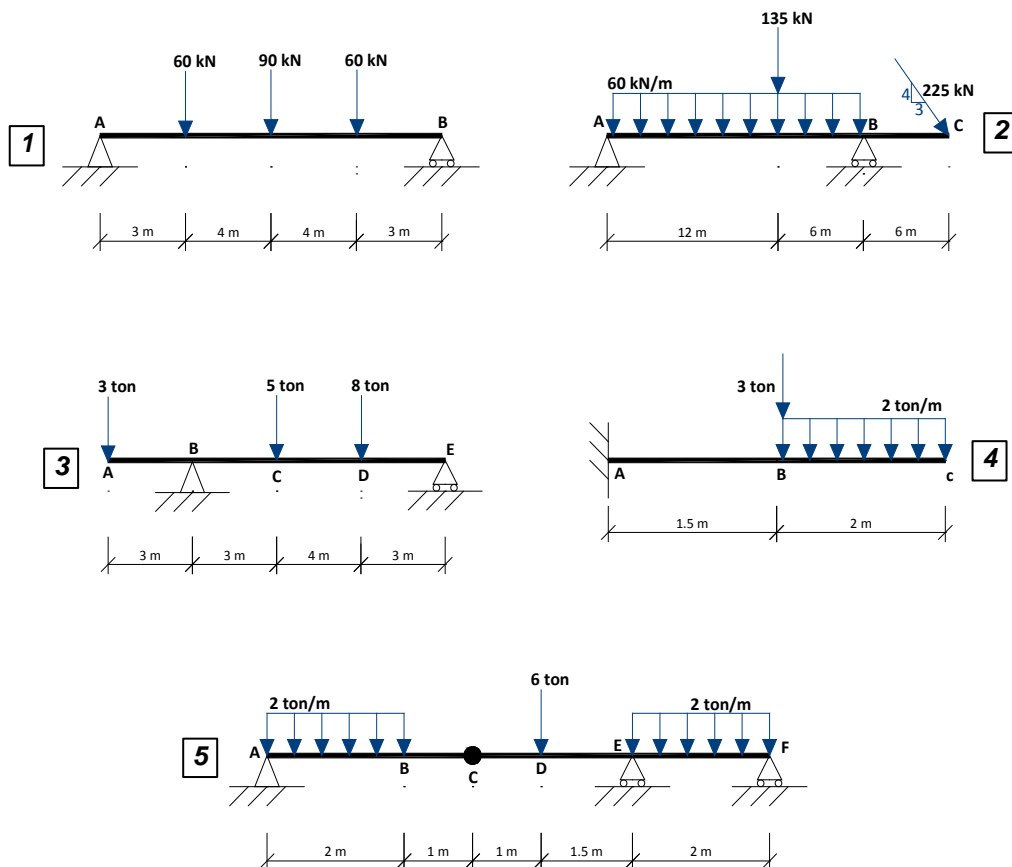 1
60 kN 90 kN 60 kN
A B
3 m 4 m 4 m 3 m
2
135 kN
60 kN/m
225 kN
4
3
A B C
12 m 6 m 6 m
3
3 ton 5 ton 8 ton
A B C D E
3 m 3 m 4 m 3 m
4
3 ton
2 ton/m
A B c
1.5 m 2 m
5
2 ton/m 6 ton 2 ton/m
A B C D E F
2 m 1 m 1 m 1.5 m 2 m